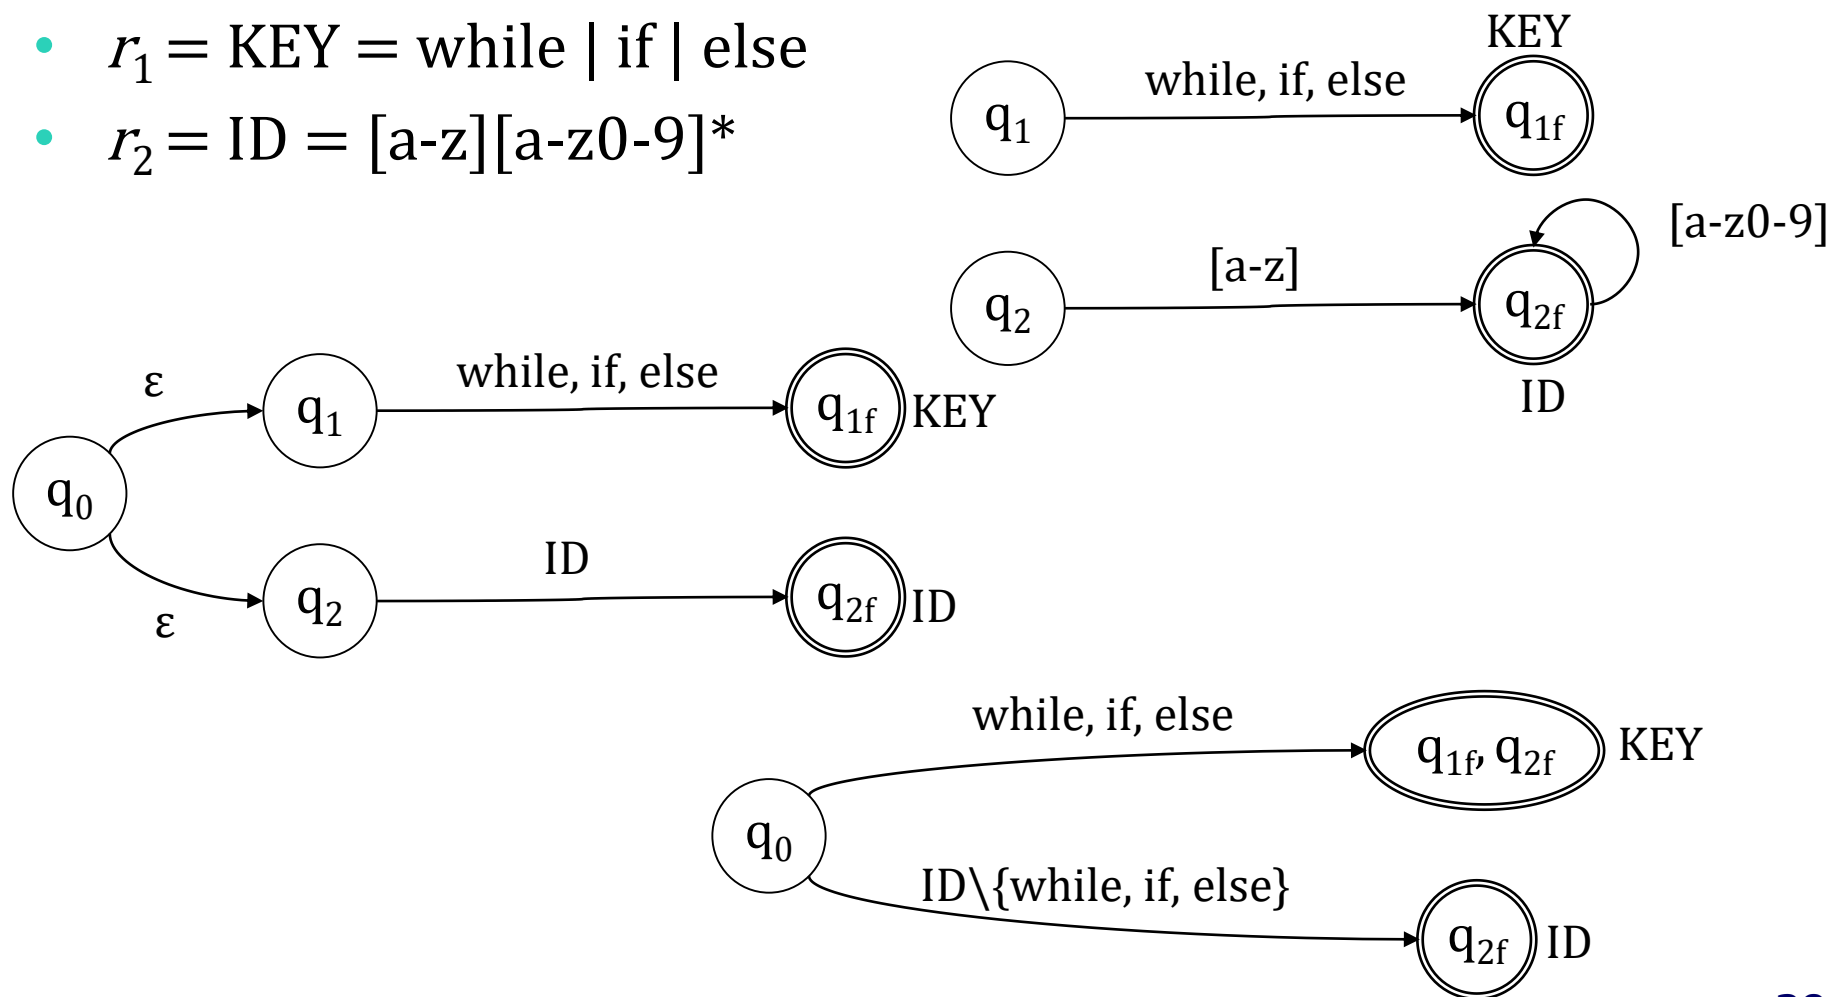 • r₁ = KEY = while | if | else
• r₂ = ID = [a-z][a-z0-9]*
KEY
q₁ while, if, else q₁f
[a-z0-9]
q₂ [a-z] q₂f
ID
ε
q₁ while, if, else q₁f KEY
q₀
ε
q₂ ID q₂f ID
while, if, else
q₁f, q₂f KEY
q₀
ID\{while, if, else}
q₂f ID